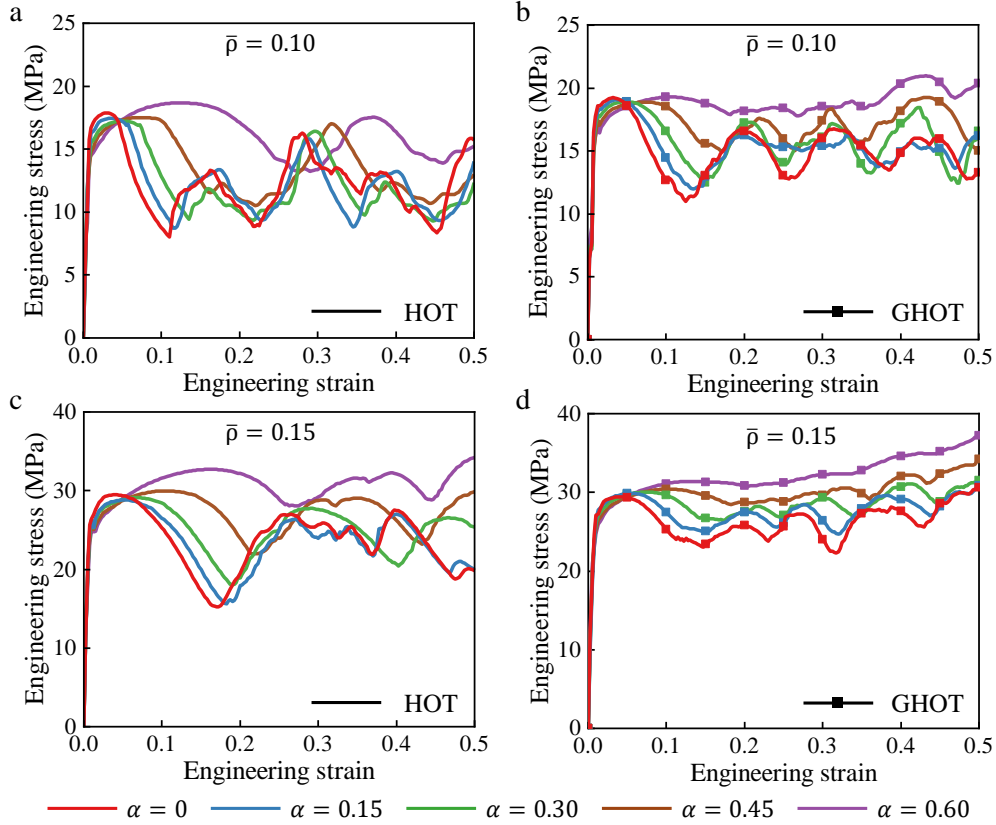 a
ρ̄ = 0.10
Engineering stress (MPa)
25
20
15
10
5
0
HOT
0.0 0.1 0.2 0.3 0.4 0.5
Engineering strain
b
ρ̄ = 0.10
Engineering stress (MPa)
25
20
15
10
5
0
GHOT
0.0 0.1 0.2 0.3 0.4 0.5
Engineering strain
c
ρ̄ = 0.15
Engineering stress (MPa)
40
30
20
10
0
HOT
0.0 0.1 0.2 0.3 0.4 0.5
Engineering strain
d
ρ̄ = 0.15
Engineering stress (MPa)
40
30
20
10
0
GHOT
0.0 0.1 0.2 0.3 0.4 0.5
Engineering strain
α = 0 α = 0.15 α = 0.30 α = 0.45 α = 0.60